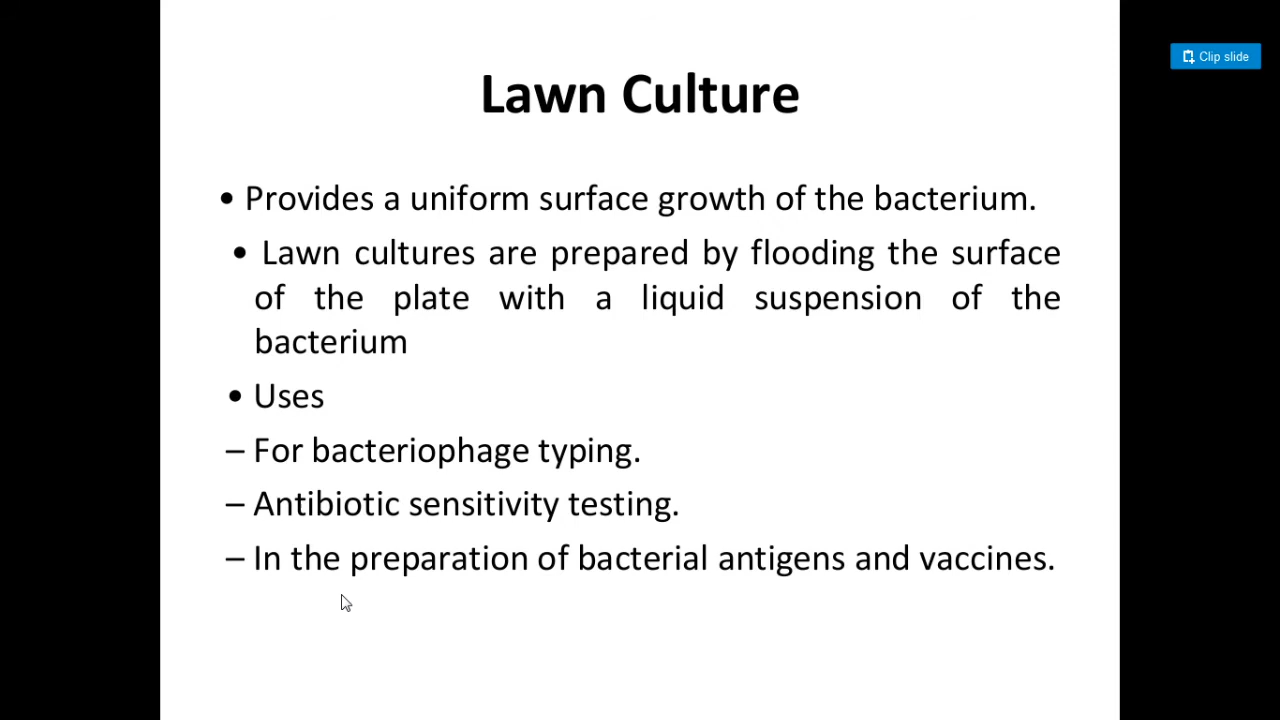 Clip slide
Lawn Culture
• Provides a uniform surface growth of the bacterium.
• Lawn cultures are prepared by flooding the surface
of the plate with a liquid suspension of the
bacterium
• Uses
– For bacteriophage typing.
– Antibiotic sensitivity testing.
– In the preparation of bacterial antigens and vaccines.